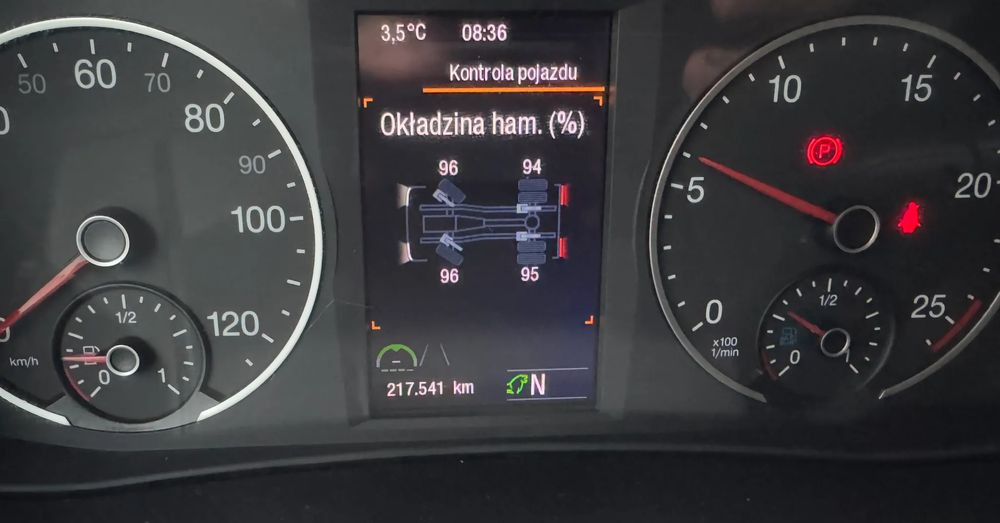 3,5°C 08:36
Kontrola pojazdu
Okładzina ham. (%)
96 94
96 95
217.541 km N
50 60 70 80 90 100 120
km/h
0 1/2 1
0 5 10 15 20 25
x100
1/min
P
0 1/2 1